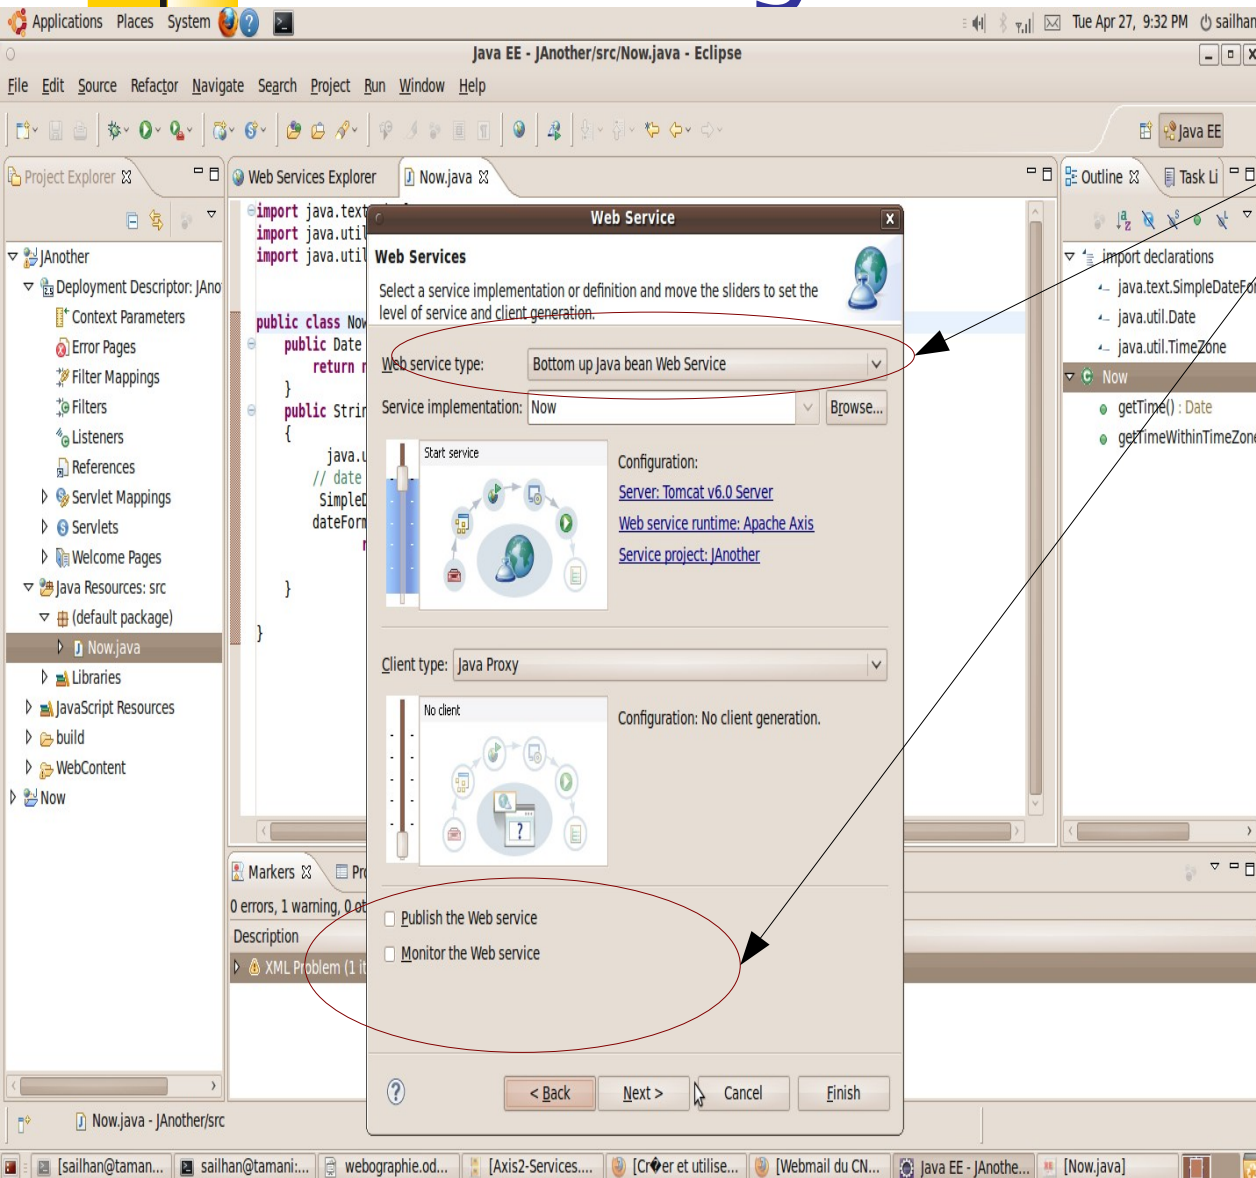 Applications Places System
Tue Apr 27, 9:32 PM sailhan
Java EE - JAnother/src/Now.java - Eclipse
File Edit Source Refactor Navigate Search Project Run Window Help
Java EE
Project Explorer
Web Services Explorer
Now.java
Outline
Task Li
JAnother
Deployment Descriptor: JAno
Context Parameters
Error Pages
Filter Mappings
Filters
Listeners
References
Servlet Mappings
Servlets
Welcome Pages
Java Resources: src
(default package)
Now.java
Libraries
JavaScript Resources
build
WebContent
Now
import java.text
import java.util
import java.util
public class Now
public Date
return r
}
public Strin
{
java.u
// date
SimpleD
dateForm
}
}
Web Service
Web Services
Select a service implementation or definition and move the sliders to set the
level of service and client generation.
Web service type: Bottom up Java bean Web Service
Service implementation: Now Browse...
Start service
Configuration:
Server: Tomcat v6.0 Server
Web service runtime: Apache Axis
Service project: JAnother
Client type: Java Proxy
No client
Configuration: No client generation.
Publish the Web service
Monitor the Web service
< Back Next > Cancel Finish
import declarations
java.text.SimpleDateFor
java.util.Date
java.util.TimeZone
Now
getTime() : Date
getTimeWithinTimeZone
Markers
Pro
0 errors, 1 warning, 0 ot
Description
XML Problem (1 it
Now.java - JAnother/src
[sailhan@taman... sailhan@tamani:... webographie.od... [Axis2-Services.... [Cr�er et utilise... [Webmail du CN... Java EE - JAnothe... [Now.java]